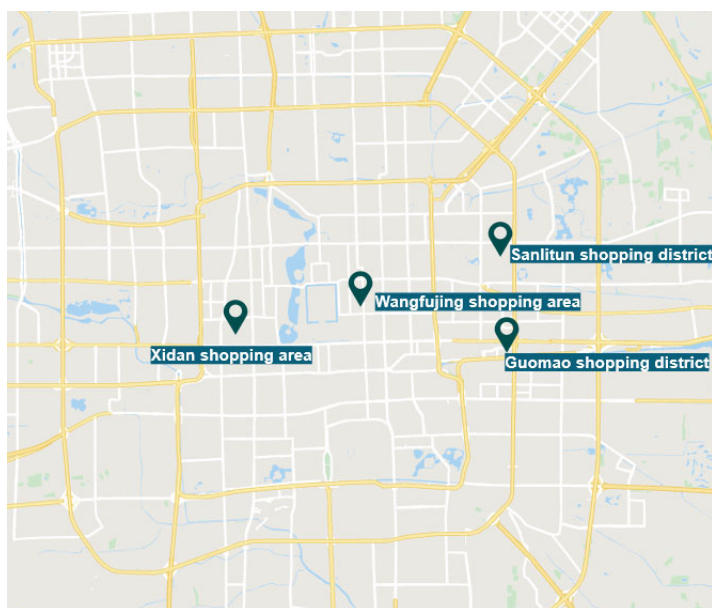 Sanlitun shopping district
Wangfujing shopping area
Xidan shopping area
Guomao shopping district